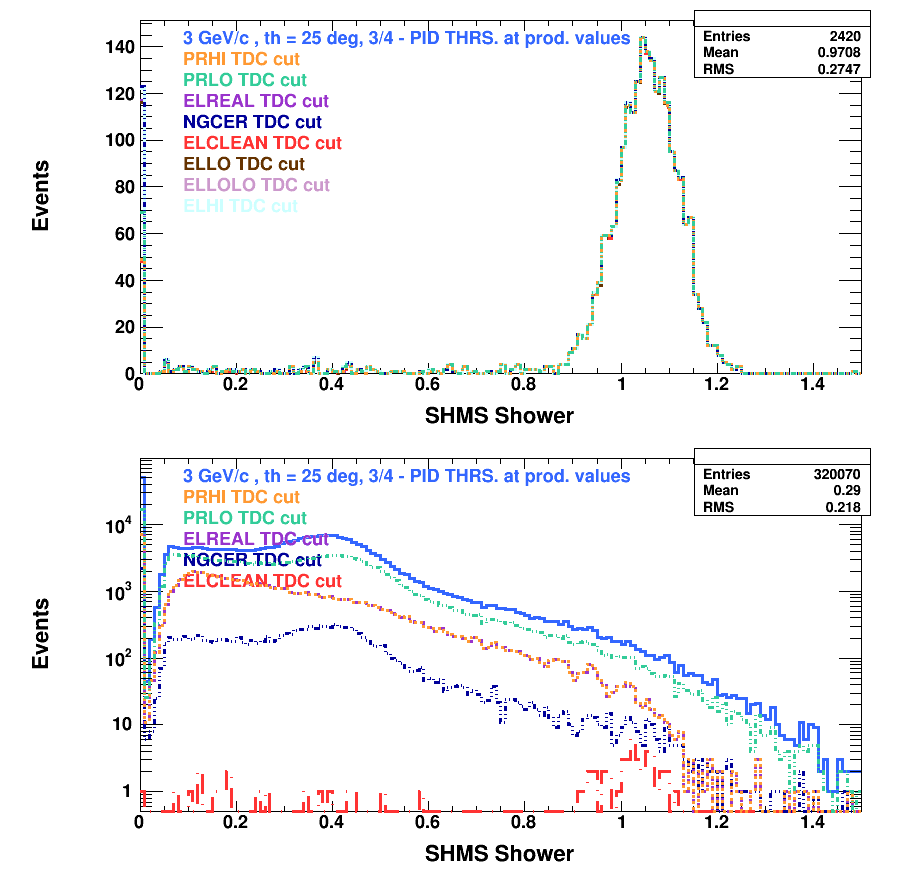 3 GeV/c , th = 25 deg, 3/4 - PID THRS. at prod. values
PRHI TDC cut
PRLO TDC cut
ELREAL TDC cut
NGCER TDC cut
ELCLEAN TDC cut
ELLO TDC cut
ELLOLO TDC cut
ELHI TDC cut
Entries 2420
Mean 0.9708
RMS 0.2747
Events
140
120
100
80
60
40
20
0
0 0.2 0.4 0.6 0.8 1 1.2 1.4
SHMS Shower
3 GeV/c , th = 25 deg, 3/4 - PID THRS. at prod. values
PRHI TDC cut
PRLO TDC cut
ELREAL TDC cut
NGCER TDC cut
ELCLEAN TDC cut
Entries 320070
Mean 0.29
RMS 0.218
Events
10^4
10^3
10^2
10
1
0 0.2 0.4 0.6 0.8 1 1.2 1.4
SHMS Shower